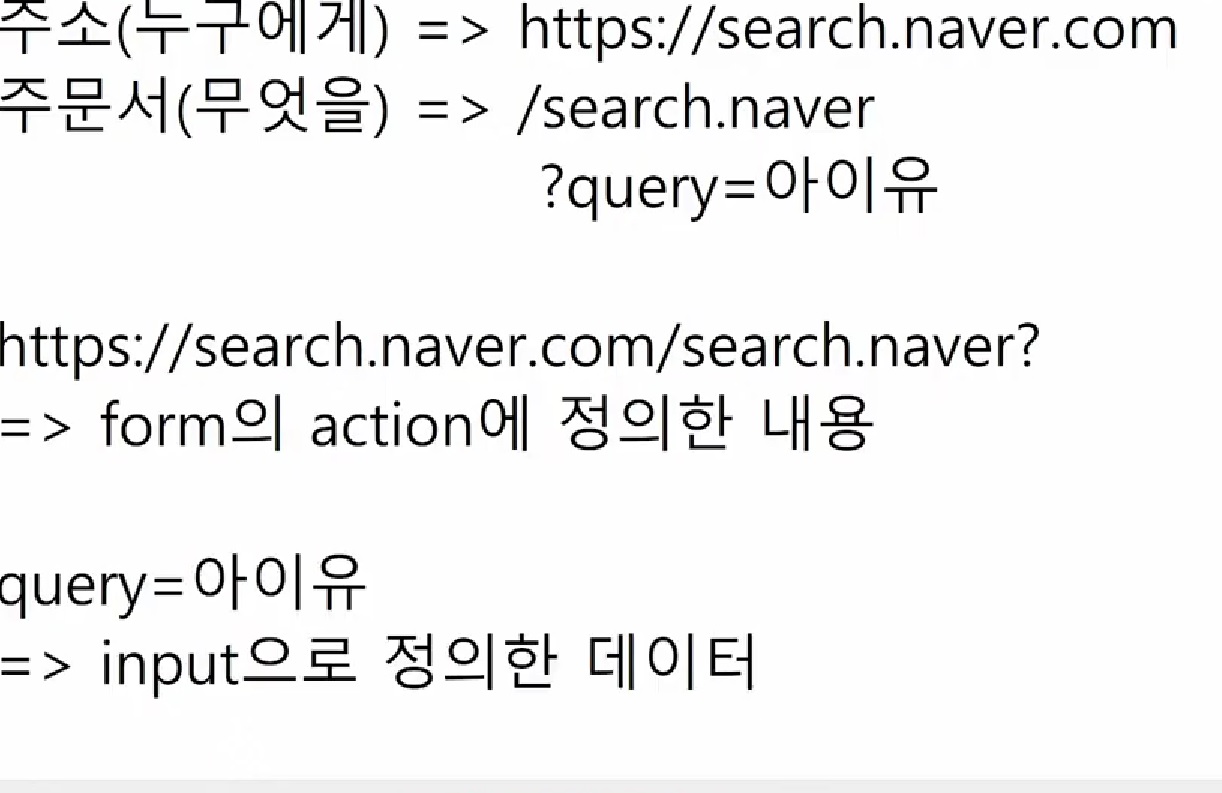 주소(누구에게) => https://search.naver.com
주문서(무엇을) => /search.naver
?query=아이유
https://search.naver.com/search.naver?
=> form의 action에 정의한 내용
query=아이유
=> input으로 정의한 데이터